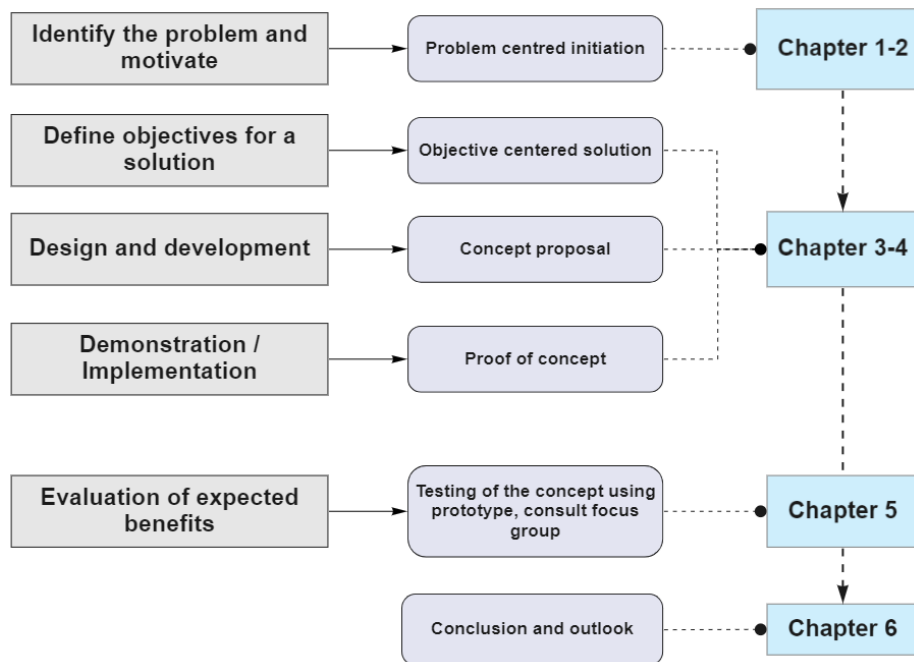 Identify the problem and
motivate
Problem centred initiation
Chapter 1-2
Define objectives for a
solution
Objective centered solution
Design and development
Concept proposal
Chapter 3-4
Demonstration /
Implementation
Proof of concept
Evaluation of expected
benefits
Testing of the concept using
prototype, consult focus
group
Chapter 5
Conclusion and outlook
Chapter 6